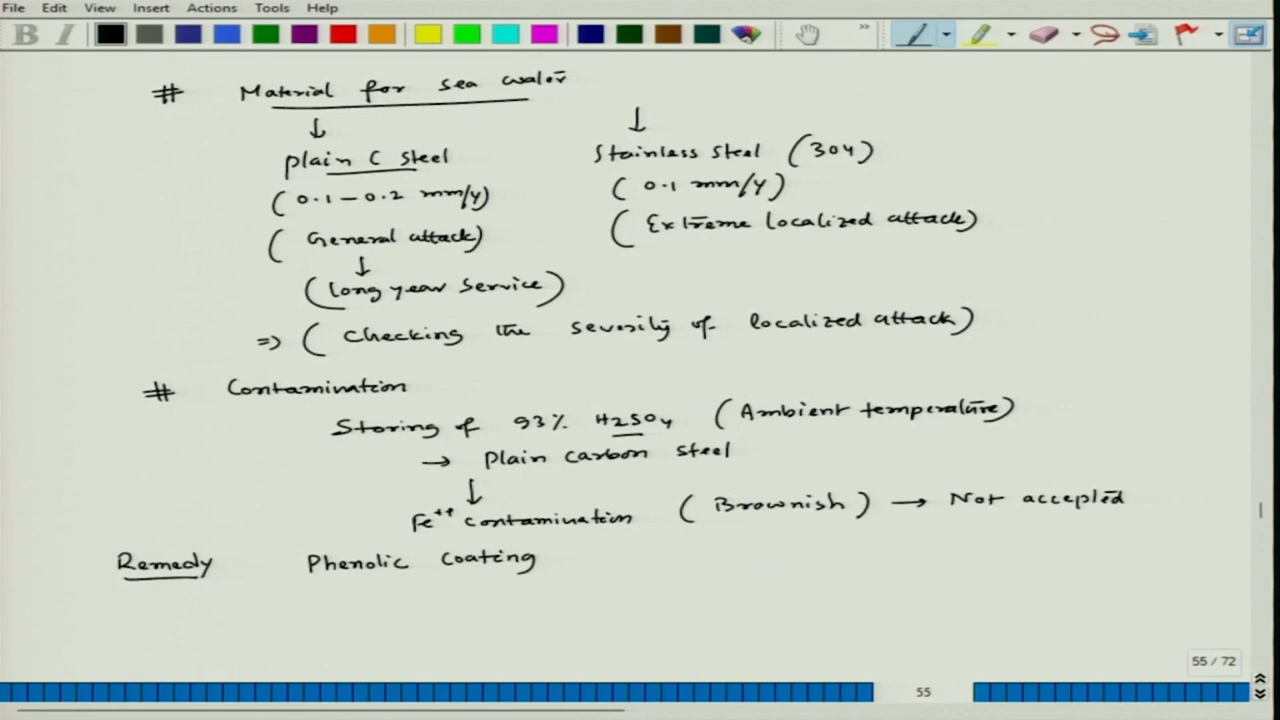 File Edit View Insert Actions Tools Help
B I
# Material for sea water
↓ ↓
plain C steel Stainless steel (304)
(0.1-0.2 mm/y) (0.1 mm/y)
(General attack) (Extreme localized attack)
↓
(long year service)
=> (Checking the severity of localized attack)
# Contamination
Storing of 93% H2SO4 (Ambient temperature)
→ Plain carbon steel
↓
Fe++ contamination (Brownish) → Not accepted
Remedy Phenolic coating
55 / 72
55